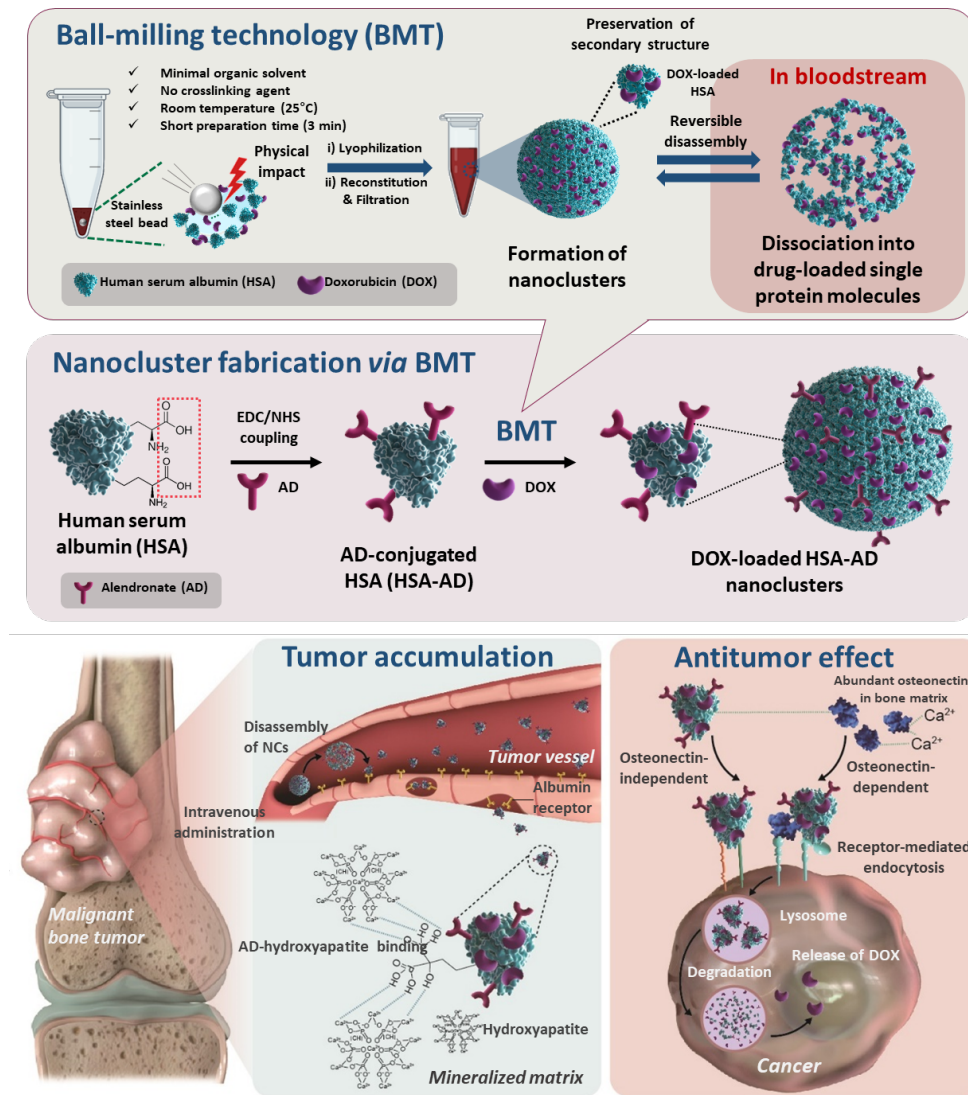 Ball-milling technology (BMT)
✓ Minimal organic solvent
✓ No crosslinking agent
✓ Room temperature (25°C)
✓ Short preparation time (3 min)
Physical
impact
Stainless
steel bead
i) Lyophilization
ii) Reconstitution
& Filtration
Preservation of
secondary structure
DOX-loaded
HSA
Formation of
nanoclusters
Reversible
disassembly
In bloodstream
Dissociation into
drug-loaded single
protein molecules
Human serum albumin (HSA)
Doxorubicin (DOX)
Nanocluster fabrication via BMT
O
OH
NH2
O
OH
NH2
Human serum
albumin (HSA)
EDC/NHS
coupling
AD
AD-conjugated
HSA (HSA-AD)
BMT
DOX
DOX-loaded HSA-AD
nanoclusters
Alendronate (AD)
Malignant
bone tumor
Tumor accumulation
Disassembly
of NCs
Tumor vessel
Albumin
receptor
Intravenous
administration
AD-hydroxyapatite binding
Hydroxyapatite
Mineralized matrix
Antitumor effect
Abundant osteonectin
in bone matrix
Ca²⁺
Ca²⁺
Osteonectin-
independent
Osteonectin-
dependent
Receptor-mediated
endocytosis
Lysosome
Degradation
Release of DOX
Cancer